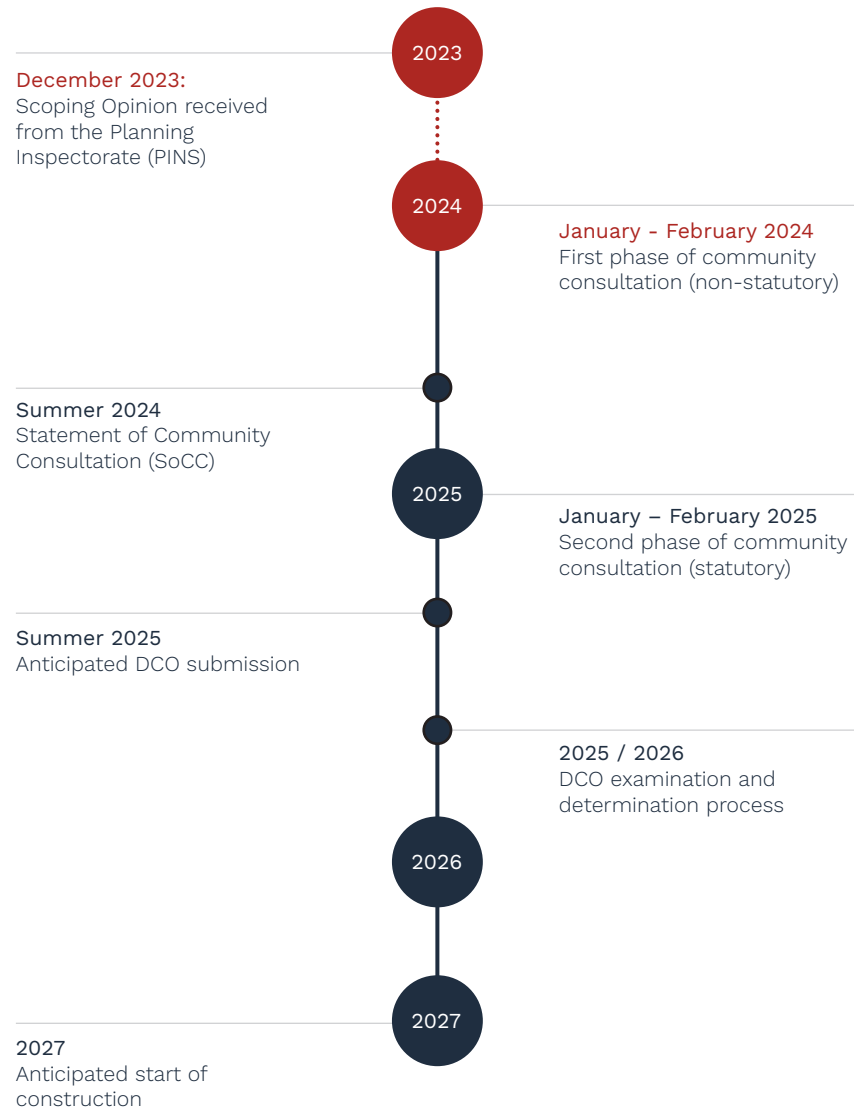 2023
December 2023:
Scoping Opinion received
from the Planning
Inspectorate (PINS)
2024
January - February 2024
First phase of community
consultation (non-statutory)
Summer 2024
Statement of Community
Consultation (SoCC)
2025
January – February 2025
Second phase of community
consultation (statutory)
Summer 2025
Anticipated DCO submission
2025 / 2026
DCO examination and
determination process
2026
2027
2027
Anticipated start of
construction